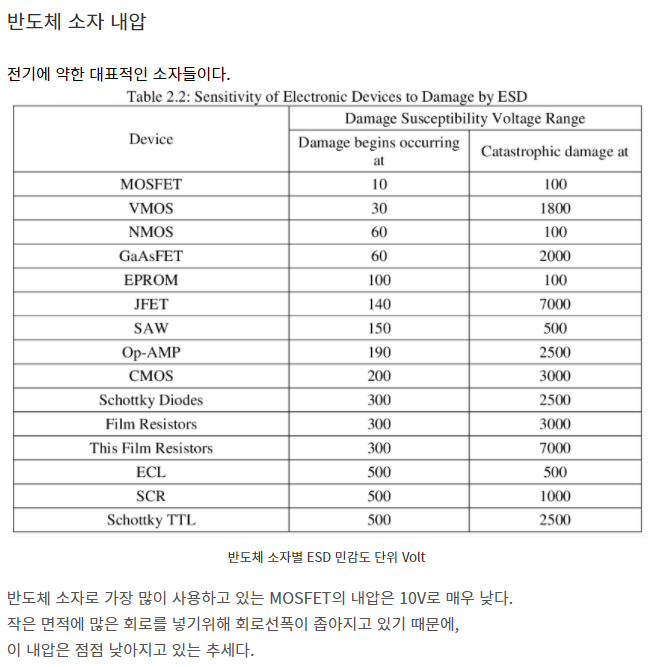 반도체 소자 내압
전기에 약한 대표적인 소자들이다.
Table 2.2: Sensitivity of Electronic Devices to Damage by ESD
Device
Damage Susceptibility Voltage Range
Damage begins occurring
at
Catastrophic damage at
MOSFET 10 100
VMOS 30 1800
NMOS 60 100
GaAsFET 60 2000
EPROM 100 100
JFET 140 7000
SAW 150 500
Op-AMP 190 2500
CMOS 200 3000
Schottky Diodes 300 2500
Film Resistors 300 3000
This Film Resistors 300 7000
ECL 500 500
SCR 500 1000
Schottky TTL 500 2500
반도체 소자별 ESD 민감도 단위 Volt
반도체 소자로 가장 많이 사용하고 있는 MOSFET의 내압은 10V로 매우 낮다.
작은 면적에 많은 회로를 넣기위해 회로선폭이 좁아지고 있기 때문에,
이 내압은 점점 낮아지고 있는 추세다.